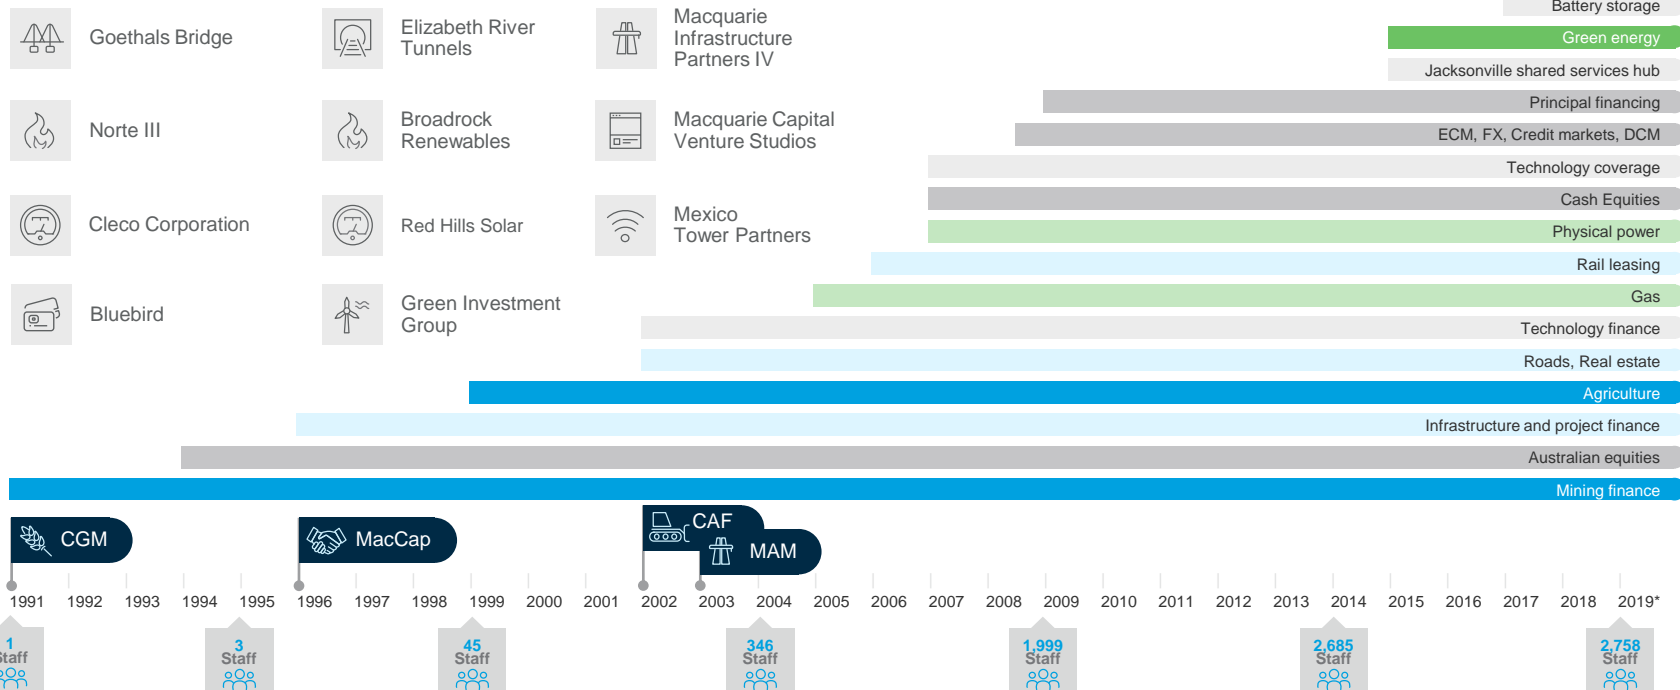 Goethals Bridge
Elizabeth River
Tunnels
Macquarie
Infrastructure
Partners IV
Norte III
Broadrock
Renewables
Macquarie Capital
Venture Studios
Cleco Corporation
Red Hills Solar
Mexico
Tower Partners
Bluebird
Green Investment
Group
Battery storage
Green energy
Jacksonville shared services hub
Principal financing
ECM, FX, Credit markets, DCM
Technology coverage
Cash Equities
Physical power
Rail leasing
Gas
Technology finance
Roads, Real estate
Agriculture
Infrastructure and project finance
Australian equities
Mining finance
CGM
MacCap
CAF
MAM
1991 1992 1993 1994 1995 1996 1997 1998 1999 2000 2001 2002 2003 2004 2005 2006 2007 2008 2009 2010 2011 2012 2013 2014 2015 2016 2017 2018 2019*
1
Staff
3
Staff
45
Staff
346
Staff
1,999
Staff
2,685
Staff
2,758
Staff